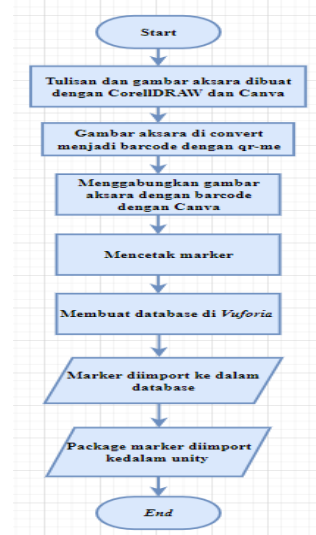 Start
Tulisan dan gambar aksara dibuat
dengan CorellDRAW dan Canva
Gambar aksara di convert
menjadi barcode dengan qr-me
Menggabungkan gambar
aksara dengan barcode
dengan Canva
Mencetak marker
Membuat database di Vuforia
Marker diimport ke dalam
database
Package marker diimport
kedalam unity
End